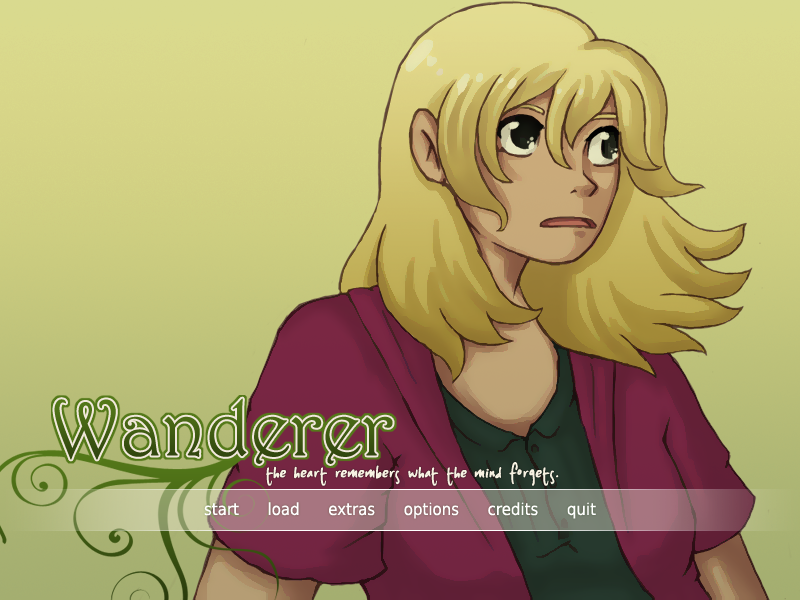 Wanderer
the heart remembers what the mind forgets.
start load extras options credits quit